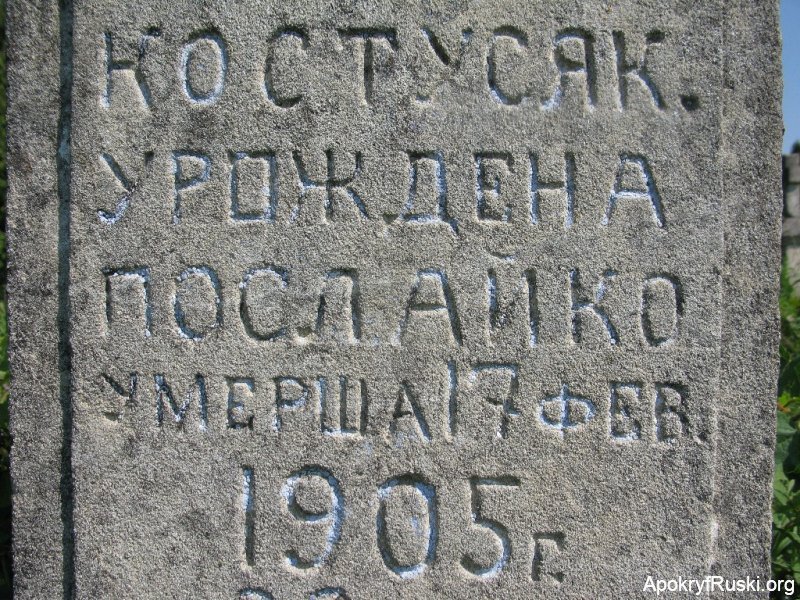 КОСТУСЯК.
УРОЖДЕНА
ПОСЛАЙКО
УМЕРША 17 ФЕВ.
1905 г.
ApokryfRuski.org